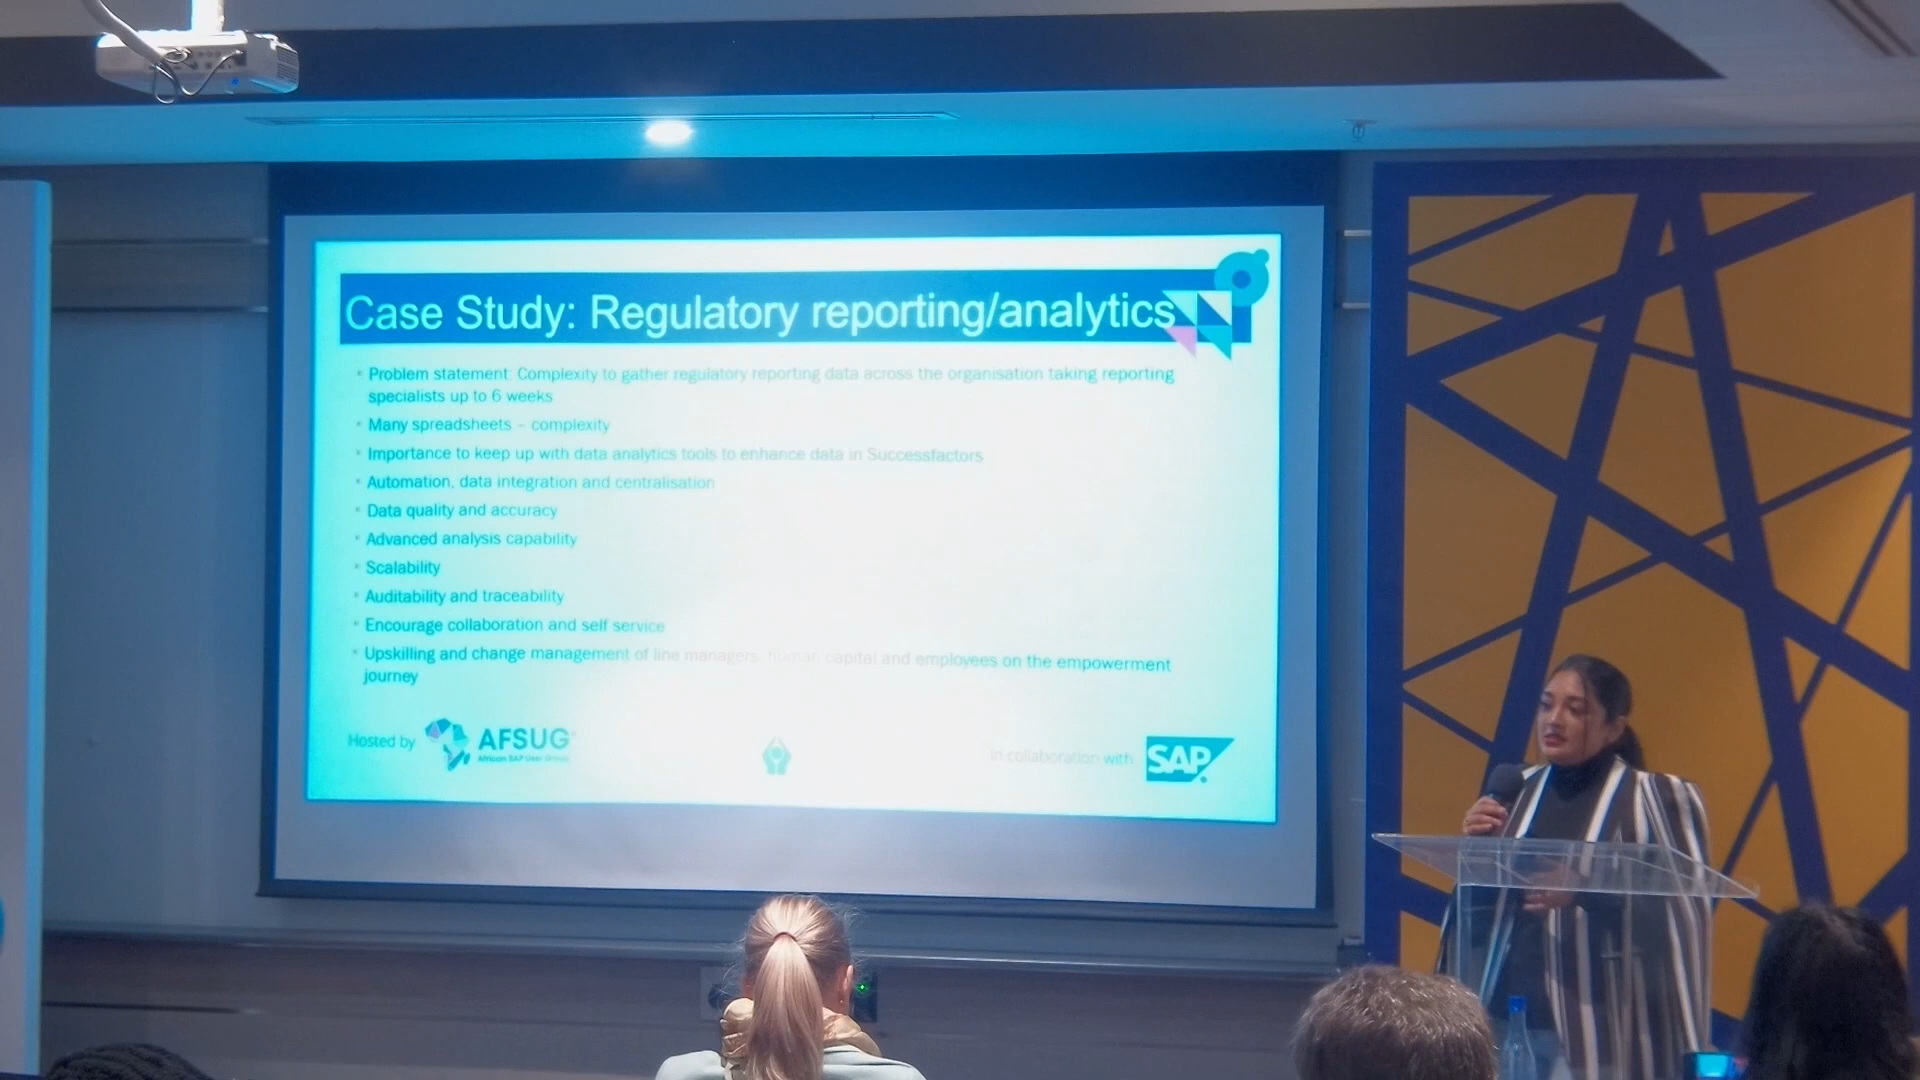 Case Study: Regulatory reporting/analytics
Problem statement: Complexity to gather regulatory reporting data across the organisation taking reporting
specialists up to 6 weeks
Many spreadsheets – complexity
Importance to keep up with data analytics tools to enhance data in Successfactors
Automation, data integration and centralisation
Data quality and accuracy
Advanced analysis capability
Scalability
Auditability and traceability
Encourage collaboration and self service
Upskilling and change management of line managers, human capital and employees on the empowerment
journey
Hosted by AFSUG
African SAP User Group
In collaboration with SAP